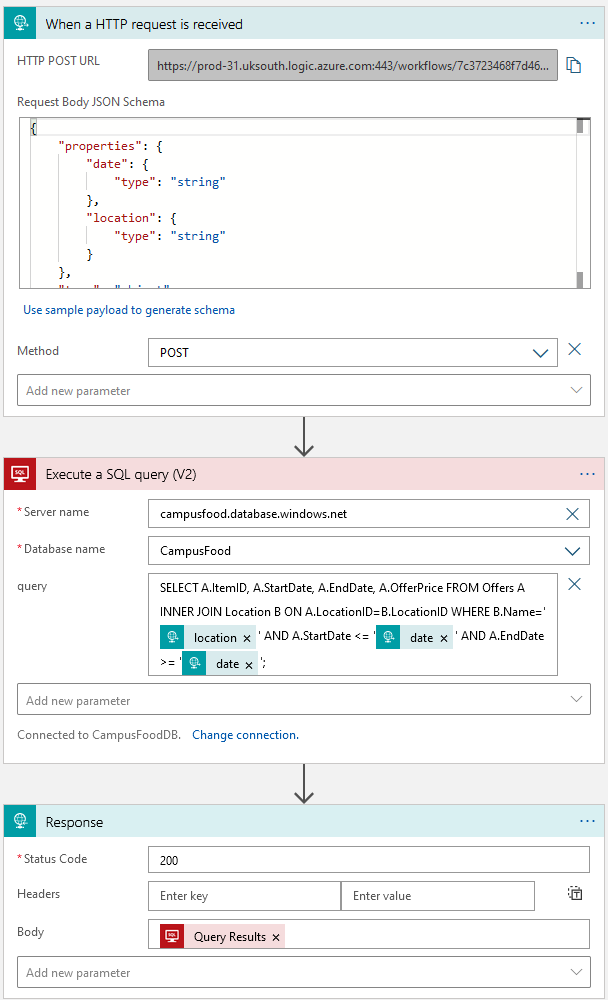 When a HTTP request is received
HTTP POST URL
https://prod-31.uksouth.logic.azure.com:443/workflows/7c3723468f7d46...
Request Body JSON Schema
{
"properties": {
"date": {
"type": "string"
},
"location": {
"type": "string"
}
},
Use sample payload to generate schema
Method
POST
Add new parameter
SQL
Execute a SQL query (V2)
*Server name
campusfood.database.windows.net
*Database name
CampusFood
query
SELECT A.ItemID, A.StartDate, A.EndDate, A.OfferPrice FROM Offers A
INNER JOIN Location B ON A.LocationID=B.LocationID WHERE B.Name='
location × ' AND A.StartDate <= ' date × ' AND A.EndDate
>= ' date × ';
Add new parameter
Connected to CampusFoodDB. Change connection.
Response
*Status Code
200
Headers
Enter key
Enter value
Body
SQL
Query Results ×
Add new parameter